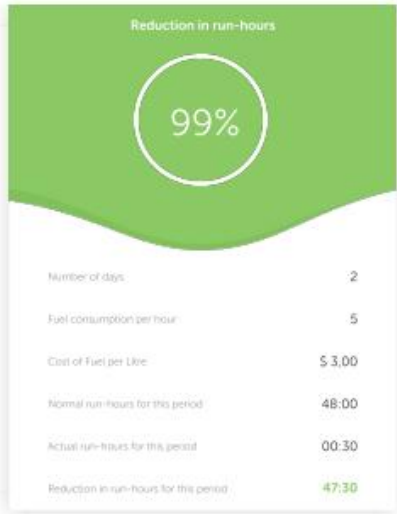 Reduction in run-hours
99%
Number of days 2
Fuel consumption per hour 5
Cost of Fuel per Litre $ 3,00
Normal run-hours for this period 48:00
Actual run-hours for this period 00:30
Reduction in run-hours for this period 47:30